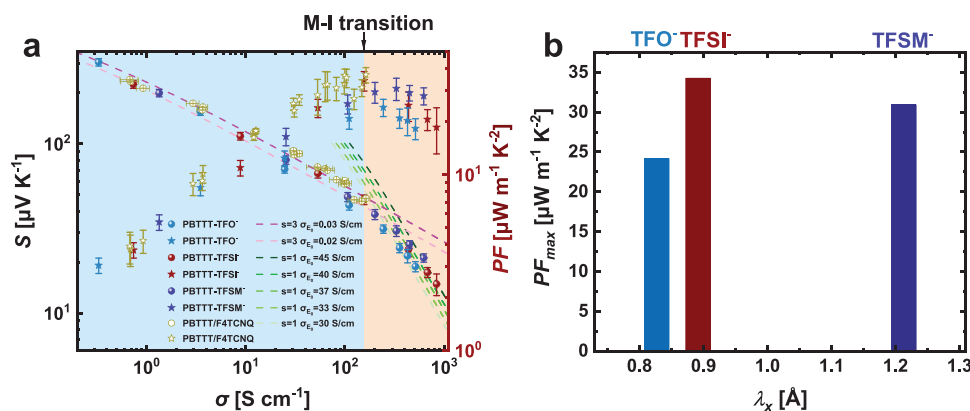 M-I transition
a
S [µV K⁻¹]
10²
10¹
PBTTT-TFO⁻
PBTTT-TFO⁻
PBTTT-TFSI⁻
PBTTT-TFSI⁻
PBTTT-TFSM⁻
PBTTT-TFSM⁻
PBTTT/F4TCNQ
PBTTT/F4TCNQ
s=3 σE₀=0,03 S/cm
s=3 σE₀=0,02 S/cm
s=1 σE₀=45 S/cm
s=1 σE₀=40 S/cm
s=1 σE₀=37 S/cm
s=1 σE₀=33 S/cm
s=1 σE₀=30 S/cm
10¹
10⁰
PF [µW m⁻¹ K⁻²]
10⁰ 10¹ 10² 10³
σ [S cm⁻¹]
b
TFO⁻ TFSI⁻ TFSM⁻
PFmax [µW m⁻¹ K⁻²]
35
30
25
20
15
10
5
0
0.8 0.9 1.0 1.1 1.2 1.3
λx [Å]